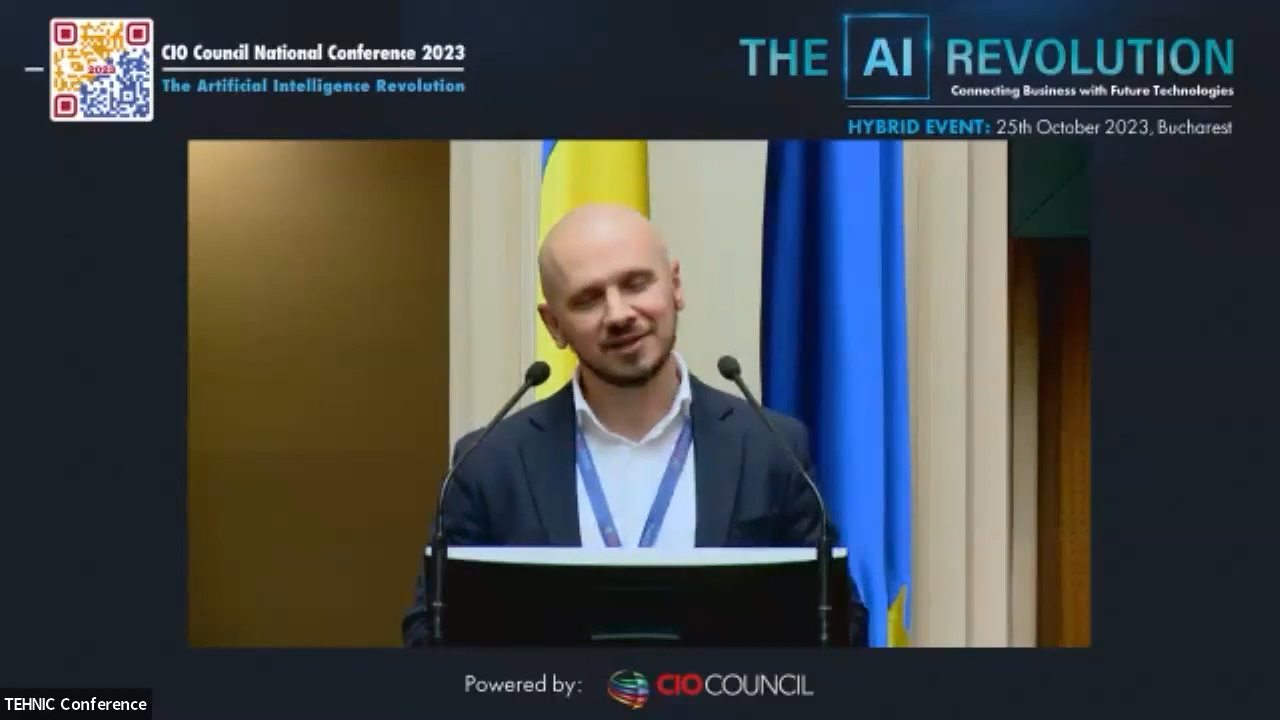 CIO Council National Conference 2023
The Artificial Intelligence Revolution
2023
THE AI REVOLUTION
Connecting Business with Future Technologies
HYBRID EVENT: 25th October 2023, Bucharest
Powered by: CIO COUNCIL
TEHNIC Conference